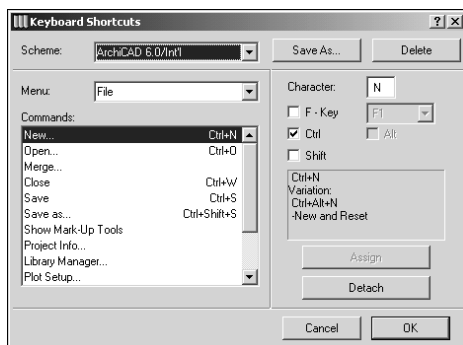 Keyboard Shortcuts
Scheme: ArchiCAD 6.0/Int'l Save As... Delete
Menu: File
Commands:
New... Ctrl+N
Open... Ctrl+O
Merge...
Close Ctrl+W
Save Ctrl+S
Save as... Ctrl+Shift+S
Show Mark-Up Tools
Project Info...
Library Manager...
Plot Setup...
Character: N
F - Key F1
Ctrl Alt
Shift
Ctrl+N
Variation:
Ctrl+Alt+N
-New and Reset
Assign
Detach
Cancel OK